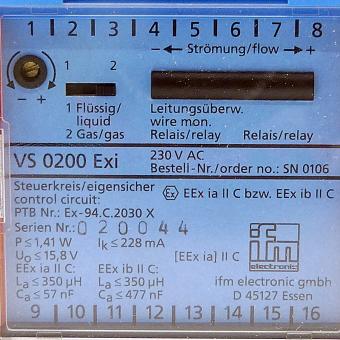 1 2 3 4 5 6 7 8
− ← Strömung/flow → +
1 2
− +
1 Flüssig/ Leitungsüberw.
liquid wire mon.
2 Gas/gas Relais/relay Relais/relay
VS 0200 Exi 230 V AC
Bestell-Nr./order no.: SN 0106
Steuerkreis/eigensicher
control circuit: Ex EEx ia II C bzw. EEx ib II C
PTB Nr.: Ex-94.C.2030 X
Serien Nr.: 020044
P ≤ 1,41 W Ik ≤ 228 mA
Uo ≤ 15,8 V [EEx ia] II C ifm electronic
EEx ia II C: EEx ib II C:
La ≤ 350 µH La ≤ 350 µH ifm electronic gmbh
Ca ≤ 57 nF Ca ≤ 477 nF D 45127 Essen
9 10 11 12 13 14 15 16